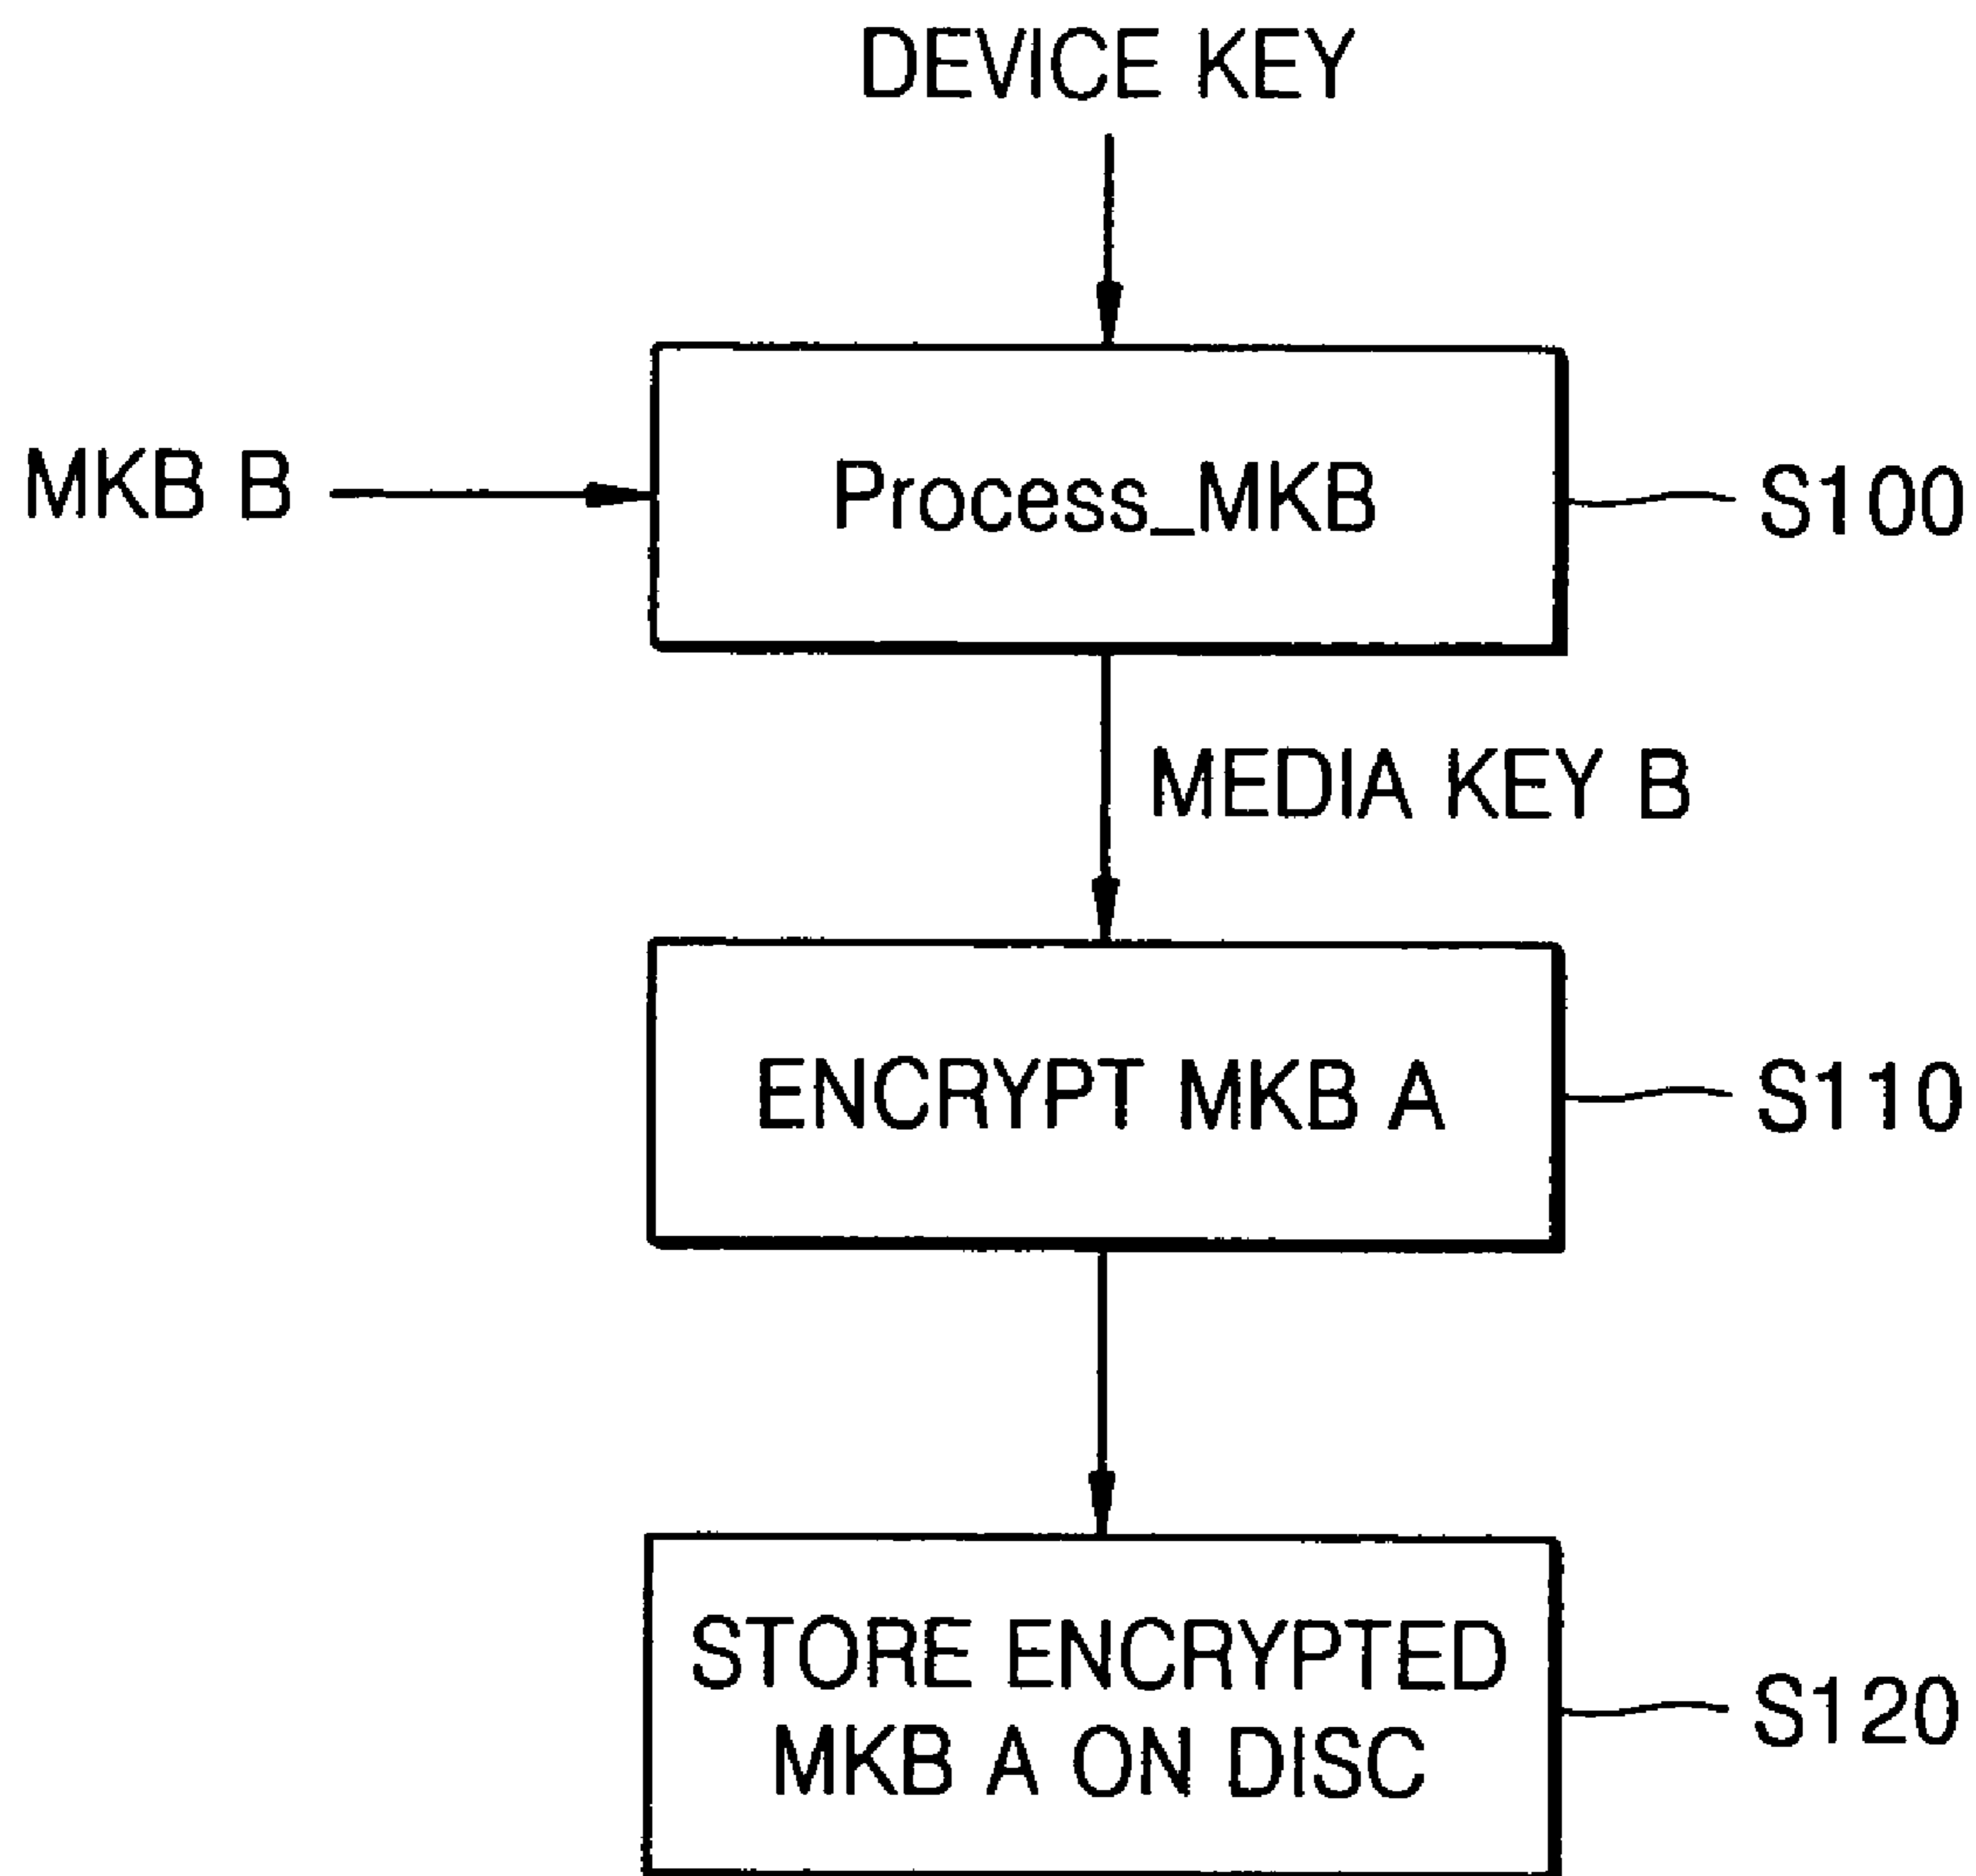 DEVICE KEY
MKB B
Process_MKB
S100
MEDIA KEY B
ENCRYPT MKB A
S110
STORE ENCRYPTED
MKB A ON DISC
S120